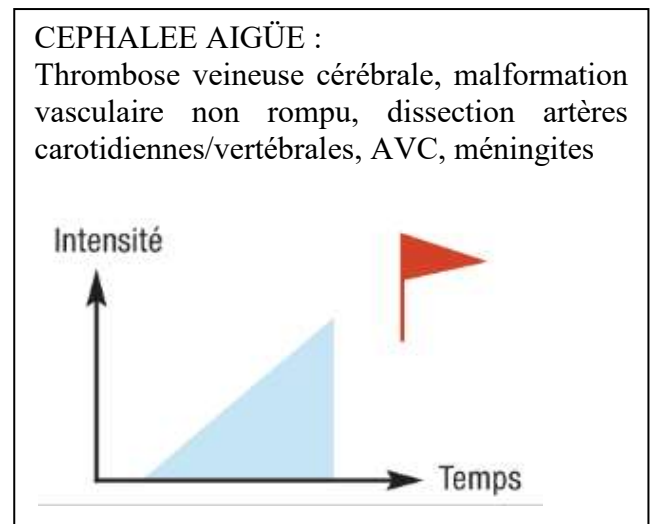 CEPHALEE AIGÜE :
Thrombose veineuse cérébrale, malformation
vasculaire non rompu, dissection artères
carotidiennes/vertébrales, AVC, méningites
Intensité
Temps